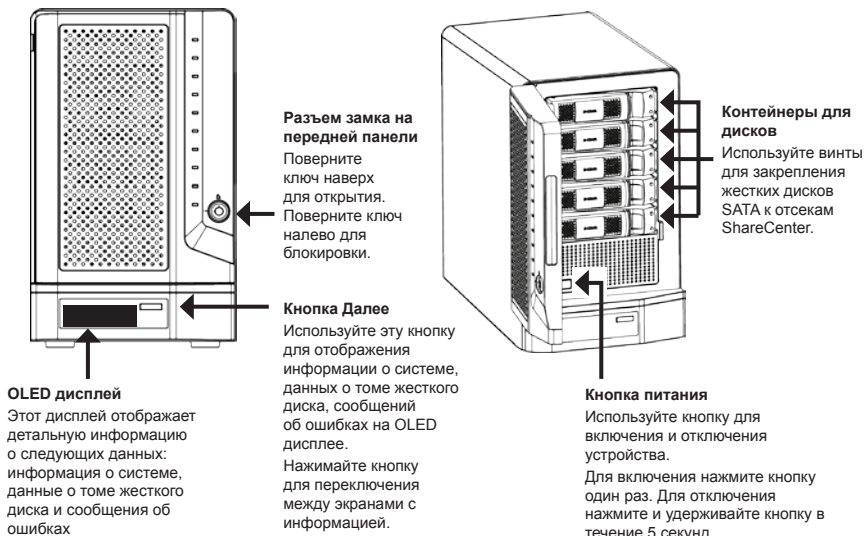 Разъем замка на
передней панели
Поверните
ключ наверх
для открытия.
Поверните ключ
налево для
блокировки.
Контейнеры для
дисков
Используйте винты
для закрепления
жестких дисков
SATA к отсекам
ShareCenter.
Кнопка Далее
Используйте эту кнопку
для отображения
информации о системе,
данных о томе жесткого
диска, сообщений
об ошибках на OLED
дисплее.
Нажимайте кнопку
для переключения
между экранами с
информацией.
OLED дисплей
Этот дисплей отображает
детальную информацию
о следующих данных:
информация о системе,
данные о томе жесткого
диска и сообщения об
ошибках
Кнопка питания
Используйте кнопку для
включения и отключения
устройства.
Для включения нажмите кнопку
один раз. Для отключения
нажмите и удерживайте кнопку в
течение 5 секунд